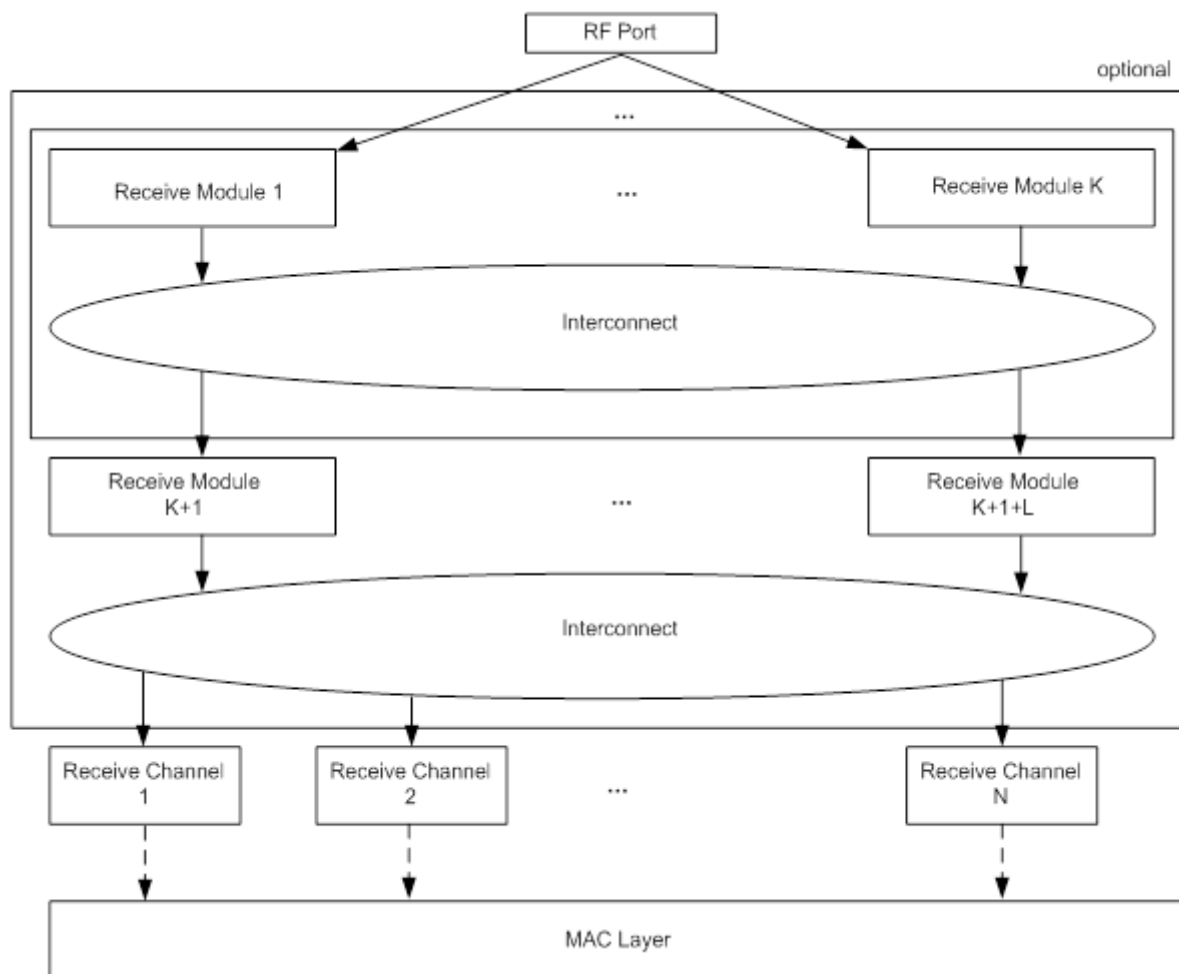 RF Port
optional
...
Receive Module 1
...
Receive Module K
Interconnect
Receive Module
K+1
...
Receive Module
K+1+L
Interconnect
Receive Channel
1
Receive Channel
2
...
Receive Channel
N
MAC Layer